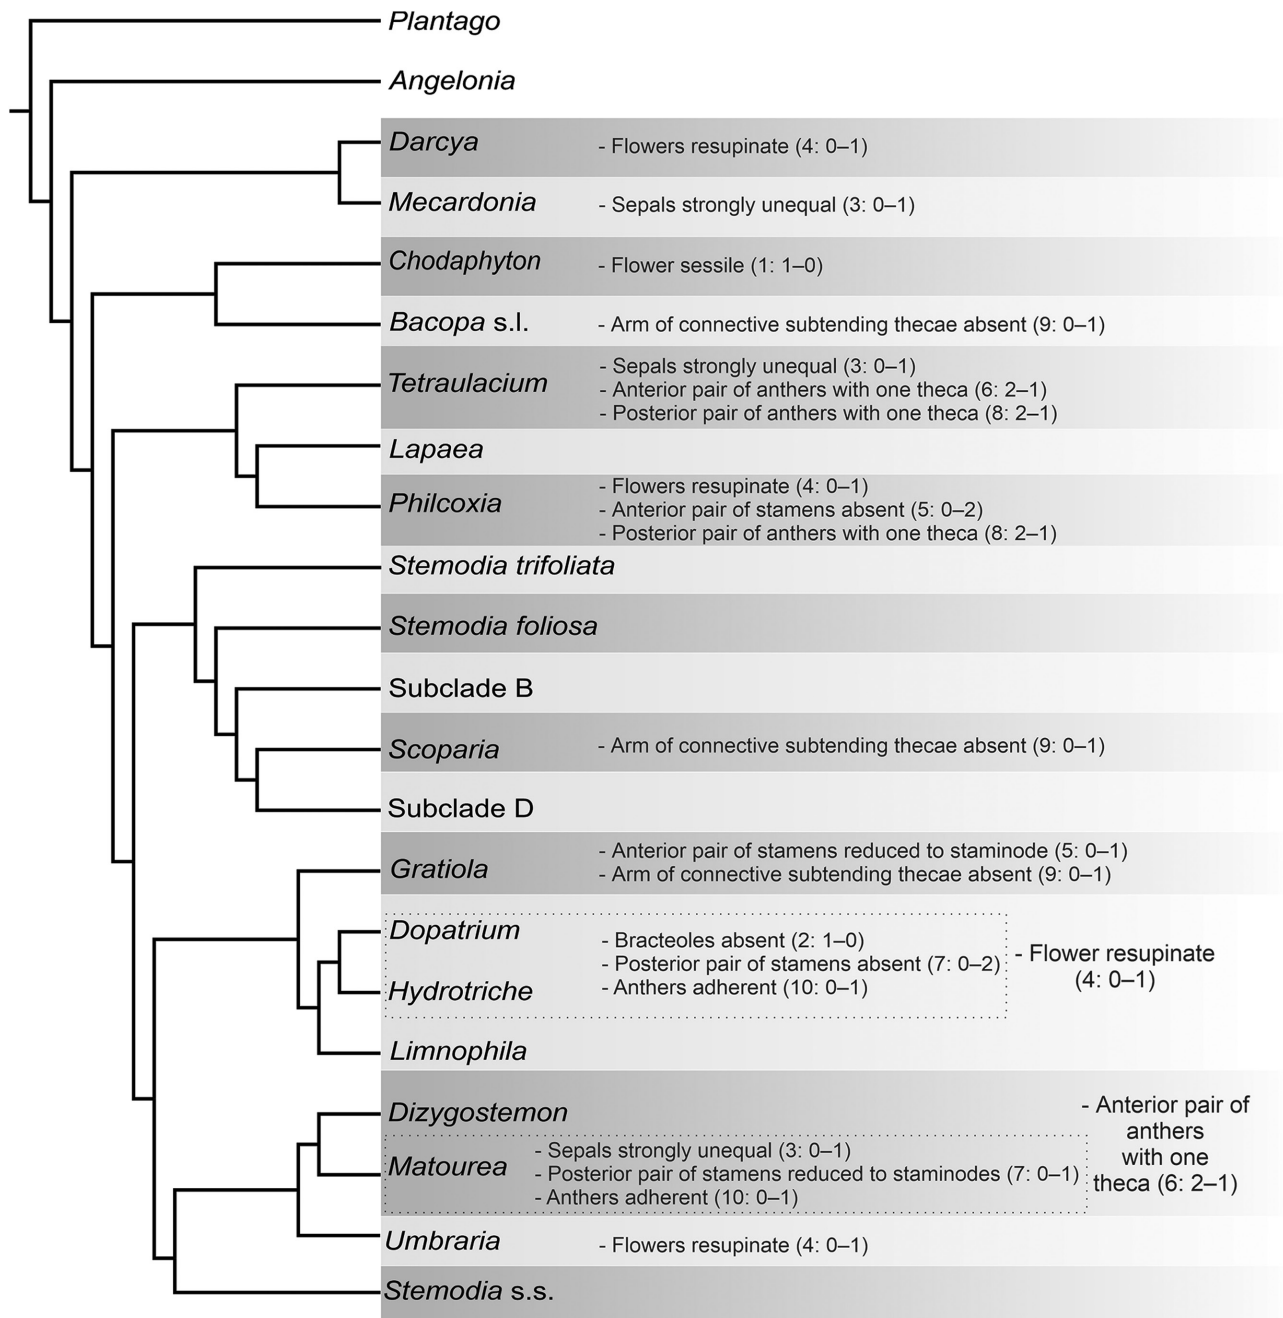 Plantago
Angelonia
Darcya
- Flowers resupinate (4: 0–1)
Mecardonia
- Sepals strongly unequal (3: 0–1)
Chodaphyton
- Flower sessile (1: 1–0)
Bacopa s.l.
- Arm of connective subtending thecae absent (9: 0–1)
Tetraulacium
- Sepals strongly unequal (3: 0–1)
- Anterior pair of anthers with one theca (6: 2–1)
- Posterior pair of anthers with one theca (8: 2–1)
Lapaea
Philcoxia
- Flowers resupinate (4: 0–1)
- Anterior pair of stamens absent (5: 0–2)
- Posterior pair of anthers with one theca (8: 2–1)
Stemodia trifoliata
Stemodia foliosa
Subclade B
Scoparia
- Arm of connective subtending thecae absent (9: 0–1)
Subclade D
Gratiola
- Anterior pair of stamens reduced to staminode (5: 0–1)
- Arm of connective subtending thecae absent (9: 0–1)
Dopatrium
Hydrotriche
- Bracteoles absent (2: 1–0)
- Posterior pair of stamens absent (7: 0–2)
- Anthers adherent (10: 0–1)
- Flower resupinate
(4: 0–1)
Limnophila
Dizygostemon
Matourea
- Sepals strongly unequal (3: 0–1)
- Posterior pair of stamens reduced to staminodes (7: 0–1)
- Anthers adherent (10: 0–1)
- Anterior pair of
anthers
with one
theca (6: 2–1)
Umbraria
- Flowers resupinate (4: 0–1)
Stemodia s.s.